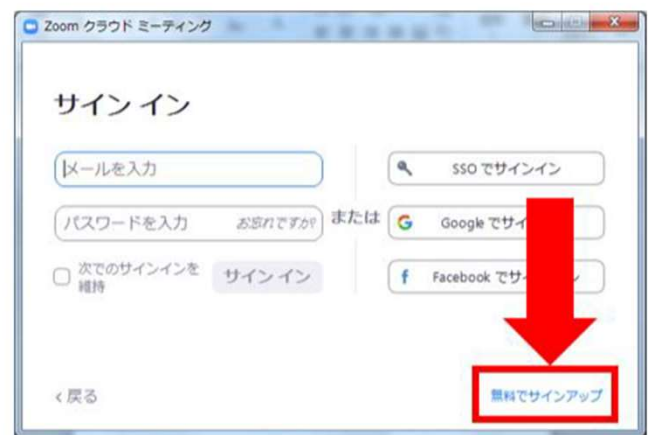 Zoom クラウド ミーティング
サイン イン
メールを入力
パスワードを入力 お忘れですか?
次でのサインインを
維持
サイン イン
または
SSO でサインイン
Google でサイ
Facebook でサ
‹ 戻る
無料でサインアップ